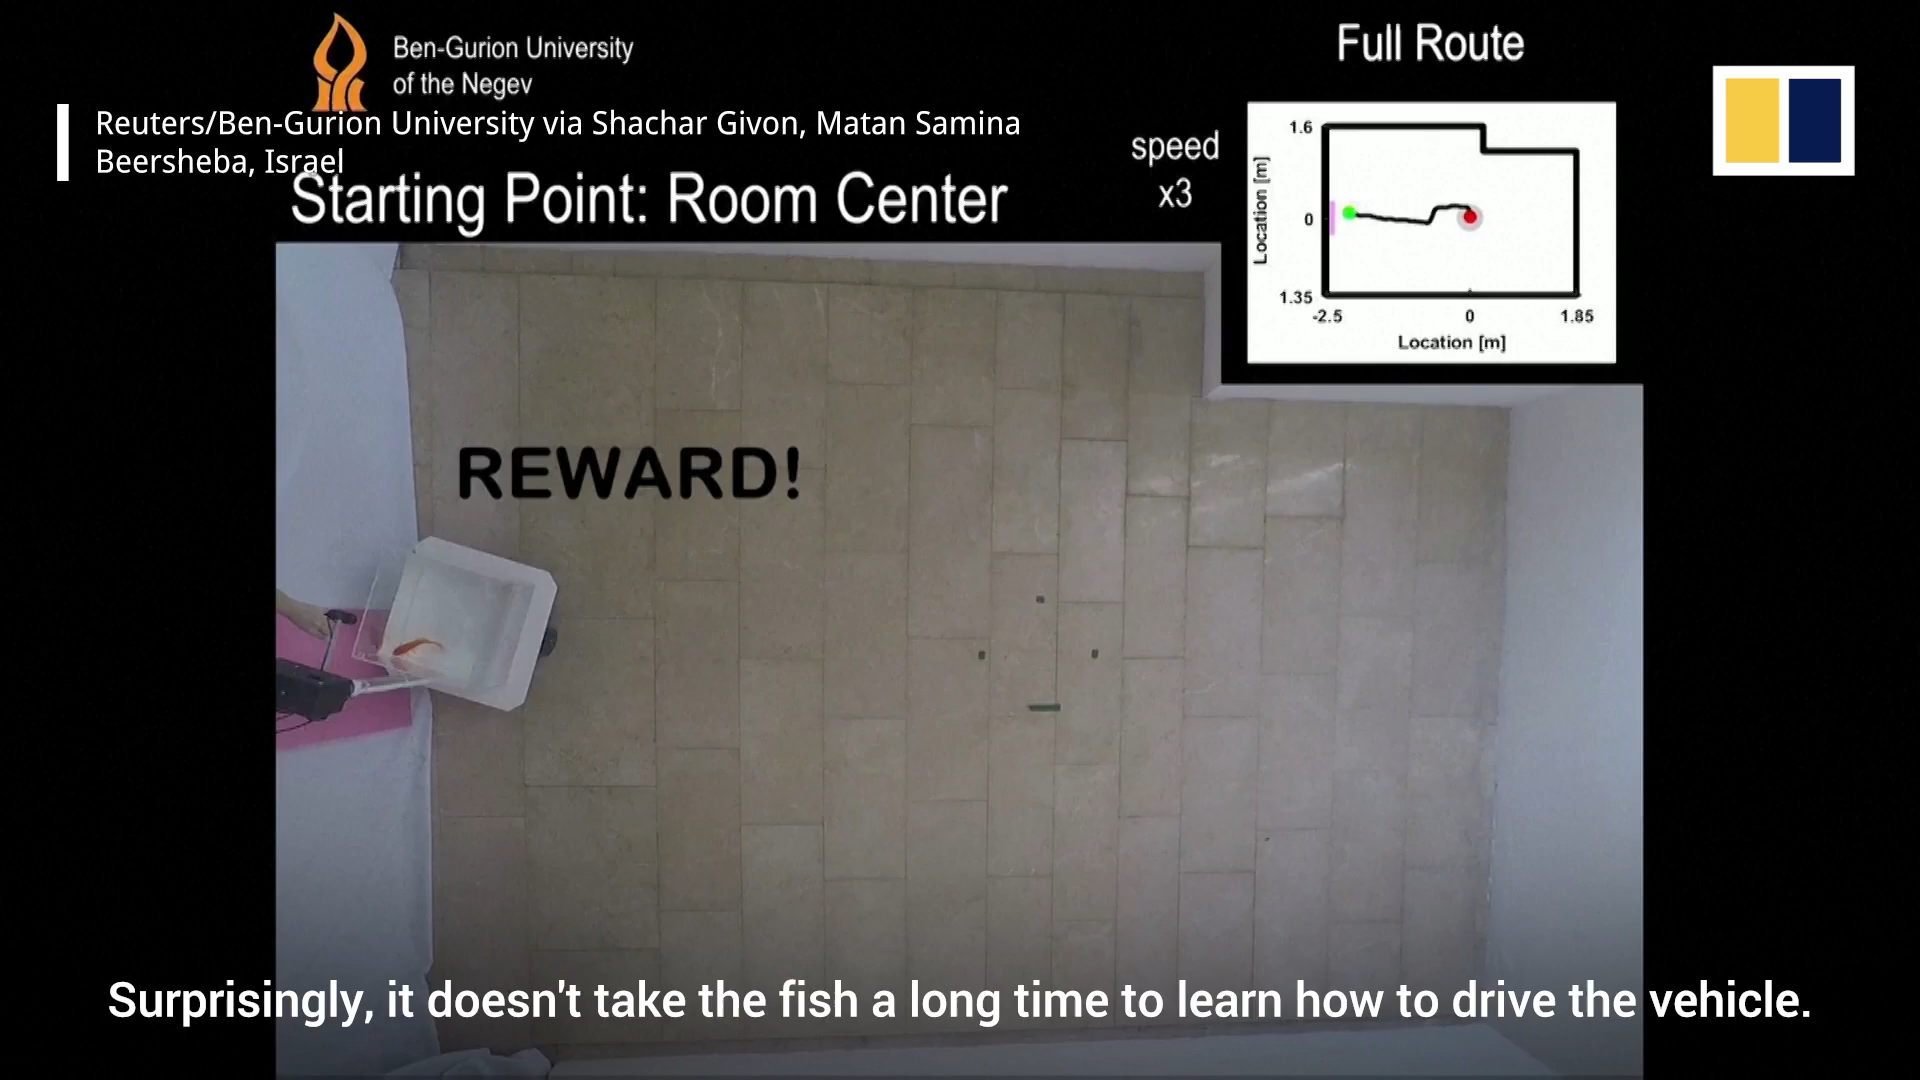 Ben-Gurion University
of the Negev
Reuters/Ben-Gurion University via Shachar Givon, Matan Samina
Beersheba, Israel
Starting Point: Room Center
speed
x3
Full Route
Location [m]
1.6
0
1.35
-2.5
0
1.85
Location [m]
REWARD!
Surprisingly, it doesn't take the fish a long time to learn how to drive the vehicle.